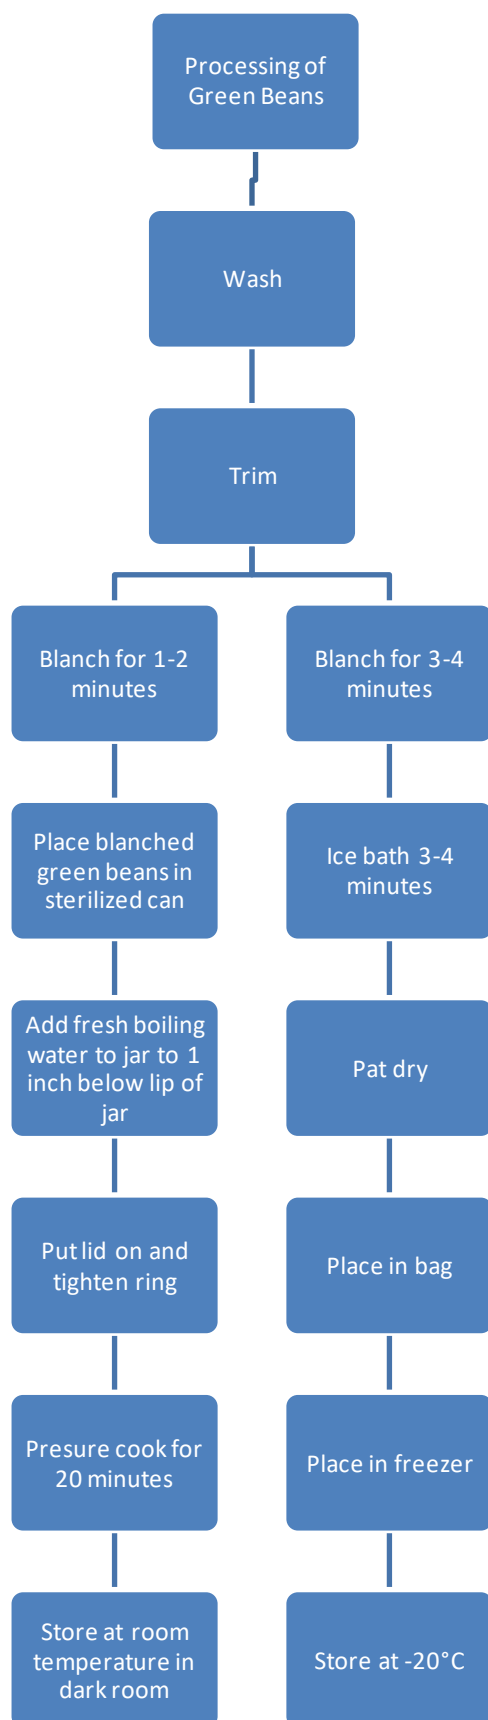 Processing of
Green Beans
Wash
Trim
Blanch for 1-2
minutes
Place blanched
green beans in
sterilized can
Add fresh boiling
water to jar to 1
inch below lip of
jar
Put lid on and
tighten ring
Presure cook for
20 minutes
Store at room
temperature in
dark room
Blanch for 3-4
minutes
Ice bath 3-4
minutes
Pat dry
Place in bag
Place in freezer
Store at -20°C